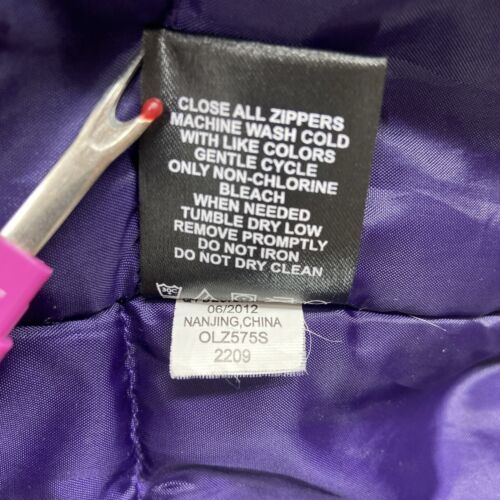 CLOSE ALL ZIPPERS
MACHINE WASH COLD
WITH LIKE COLORS
GENTLE CYCLE
ONLY NON-CHLORINE
BLEACH
WHEN NEEDED
TUMBLE DRY LOW
REMOVE PROMPTLY
DO NOT IRON
DO NOT DRY CLEAN
06/2012
NANJING,CHINA
OLZ575S
2209